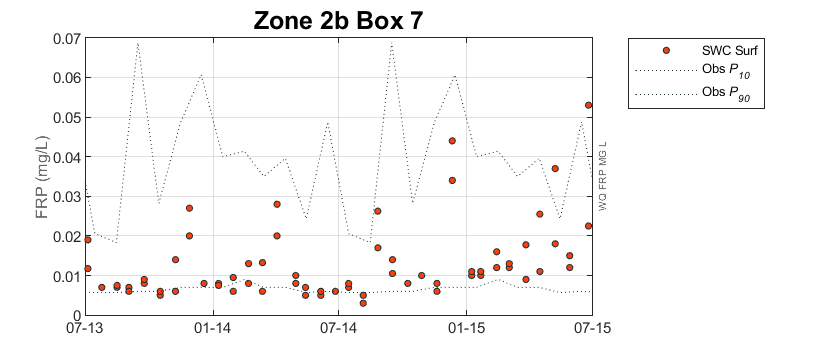 Zone 2b Box 7
0.07
0.06
0.05
0.04
0.03
0.02
0.01
0
FRP (mg/L)
07-13
01-14
07-14
01-15
07-15
WQ FRP MG L
SWC Surf
Obs P10
Obs P90